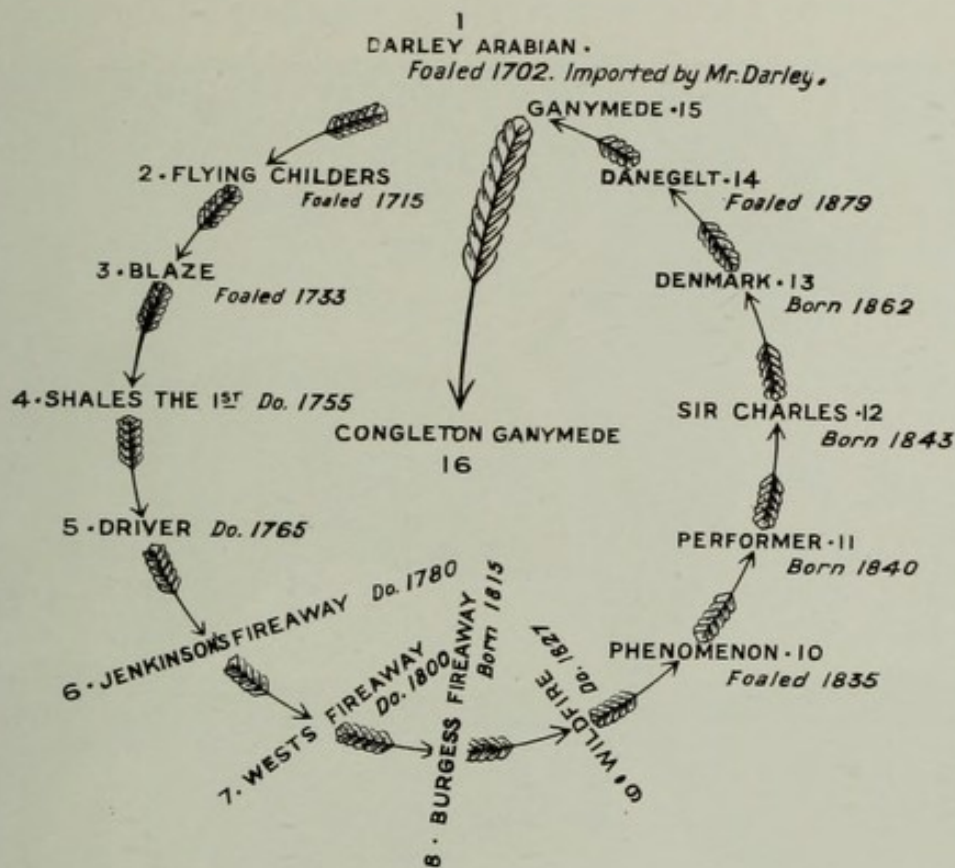 1
DARLEY ARABIAN.
Foaled 1702. Imported by Mr. Darley.
2. FLYING CHILDERS
Foaled 1715
3. BLAZE
Foaled 1733
4. SHALES THE 1ST Do. 1755
5. DRIVER Do. 1765
6. JENKINSONS FIREAWAY Do. 1780
7. WESTS FIREAWAY
Do. 1800
8. BURGESS FIREAWAY
Born 1815
9. WILDFIRE
Do. 1827
PHENOMENON. 10
Foaled 1835
PERFORMER. 11
Born 1840
SIR CHARLES. 12
Born 1843
DENMARK. 13
Born 1862
DANEGELT. 14
Foaled 1879
GANYMEDE. 15
CONGLETON GANYMEDE
16